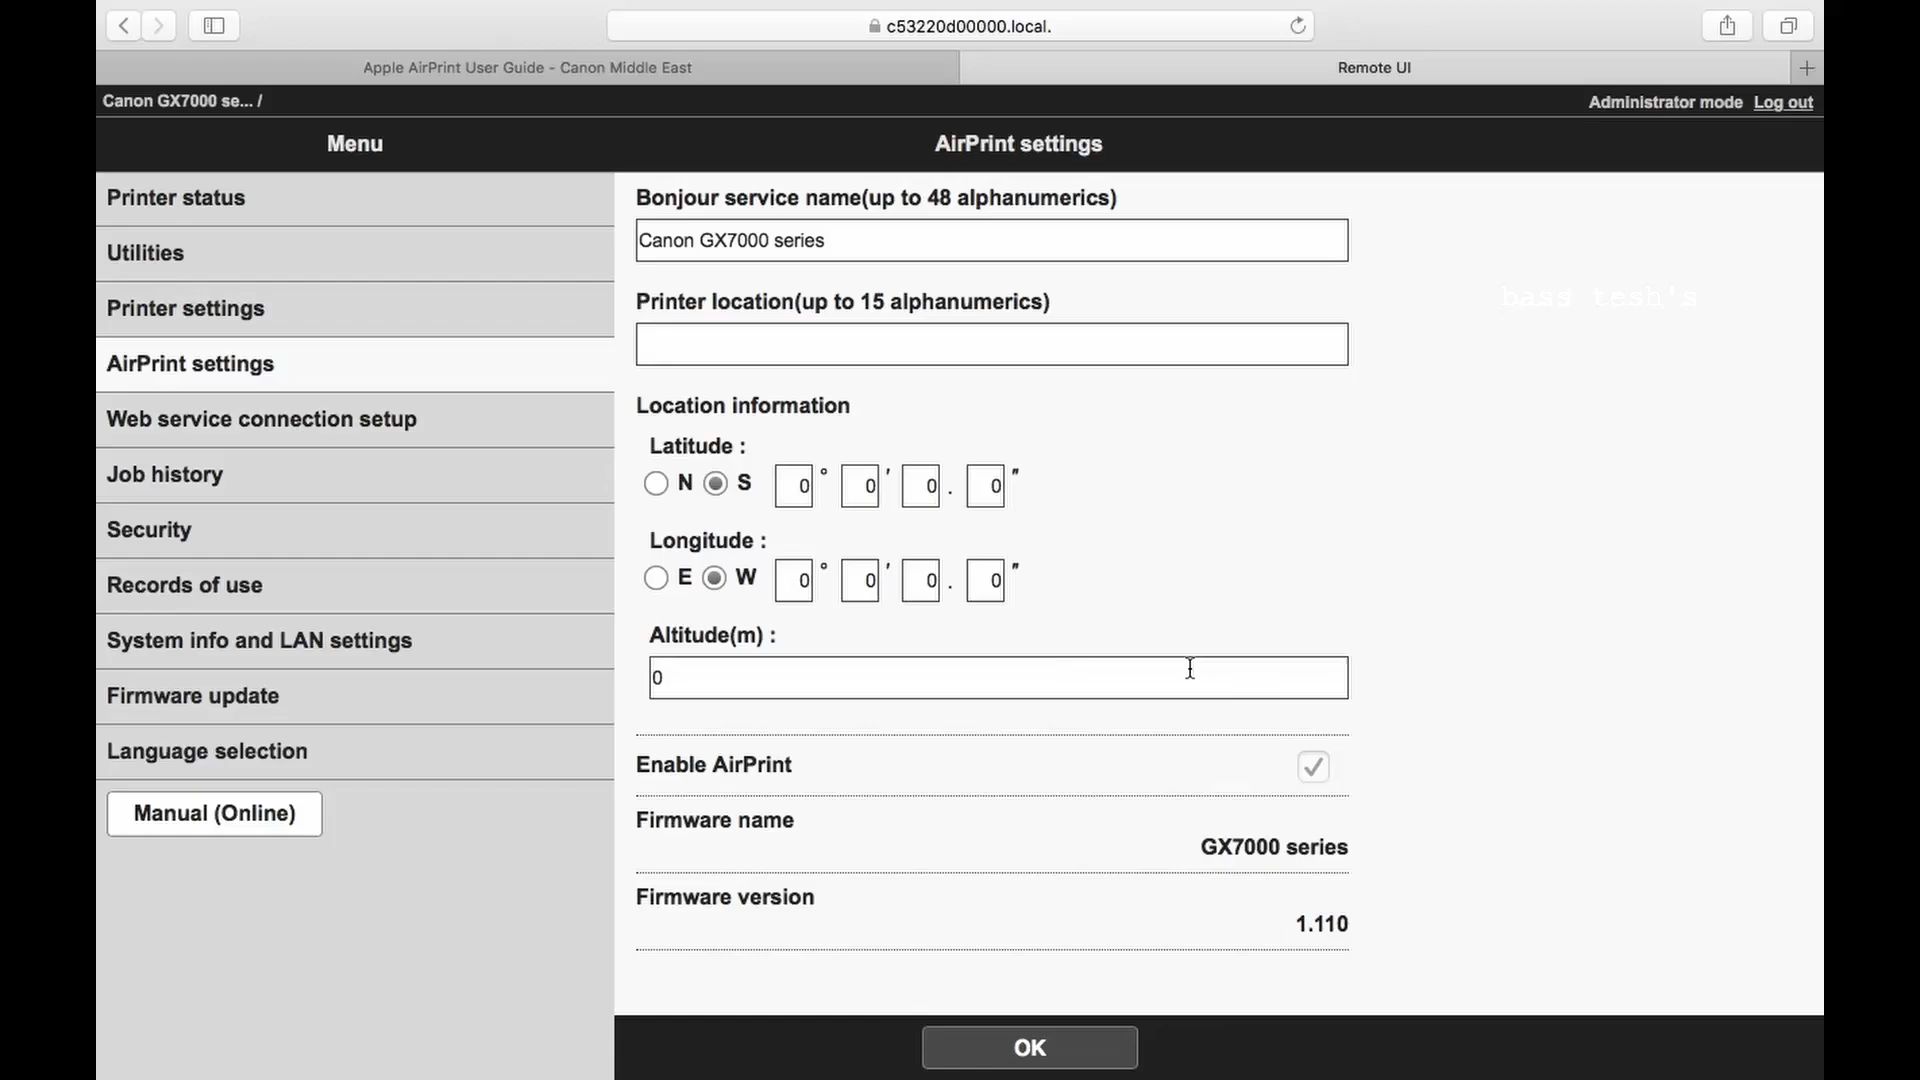 c53220d00000.local.
Apple AirPrint User Guide - Canon Middle East
Remote UI
Canon GX7000 se... /
Administrator mode Log out
Menu
AirPrint settings
Printer status
Utilities
Printer settings
AirPrint settings
Web service connection setup
Job history
Security
Records of use
System info and LAN settings
Firmware update
Language selection
Manual (Online)
Bonjour service name(up to 48 alphanumerics)
Canon GX7000 series
Printer location(up to 15 alphanumerics)
bass tesh's
Location information
Latitude :
N S 0 ° 0 ′ 0 . 0 ″
Longitude :
E W 0 ° 0 ′ 0 . 0 ″
Altitude(m) :
0
Enable AirPrint
Firmware name
GX7000 series
Firmware version
1.110
OK